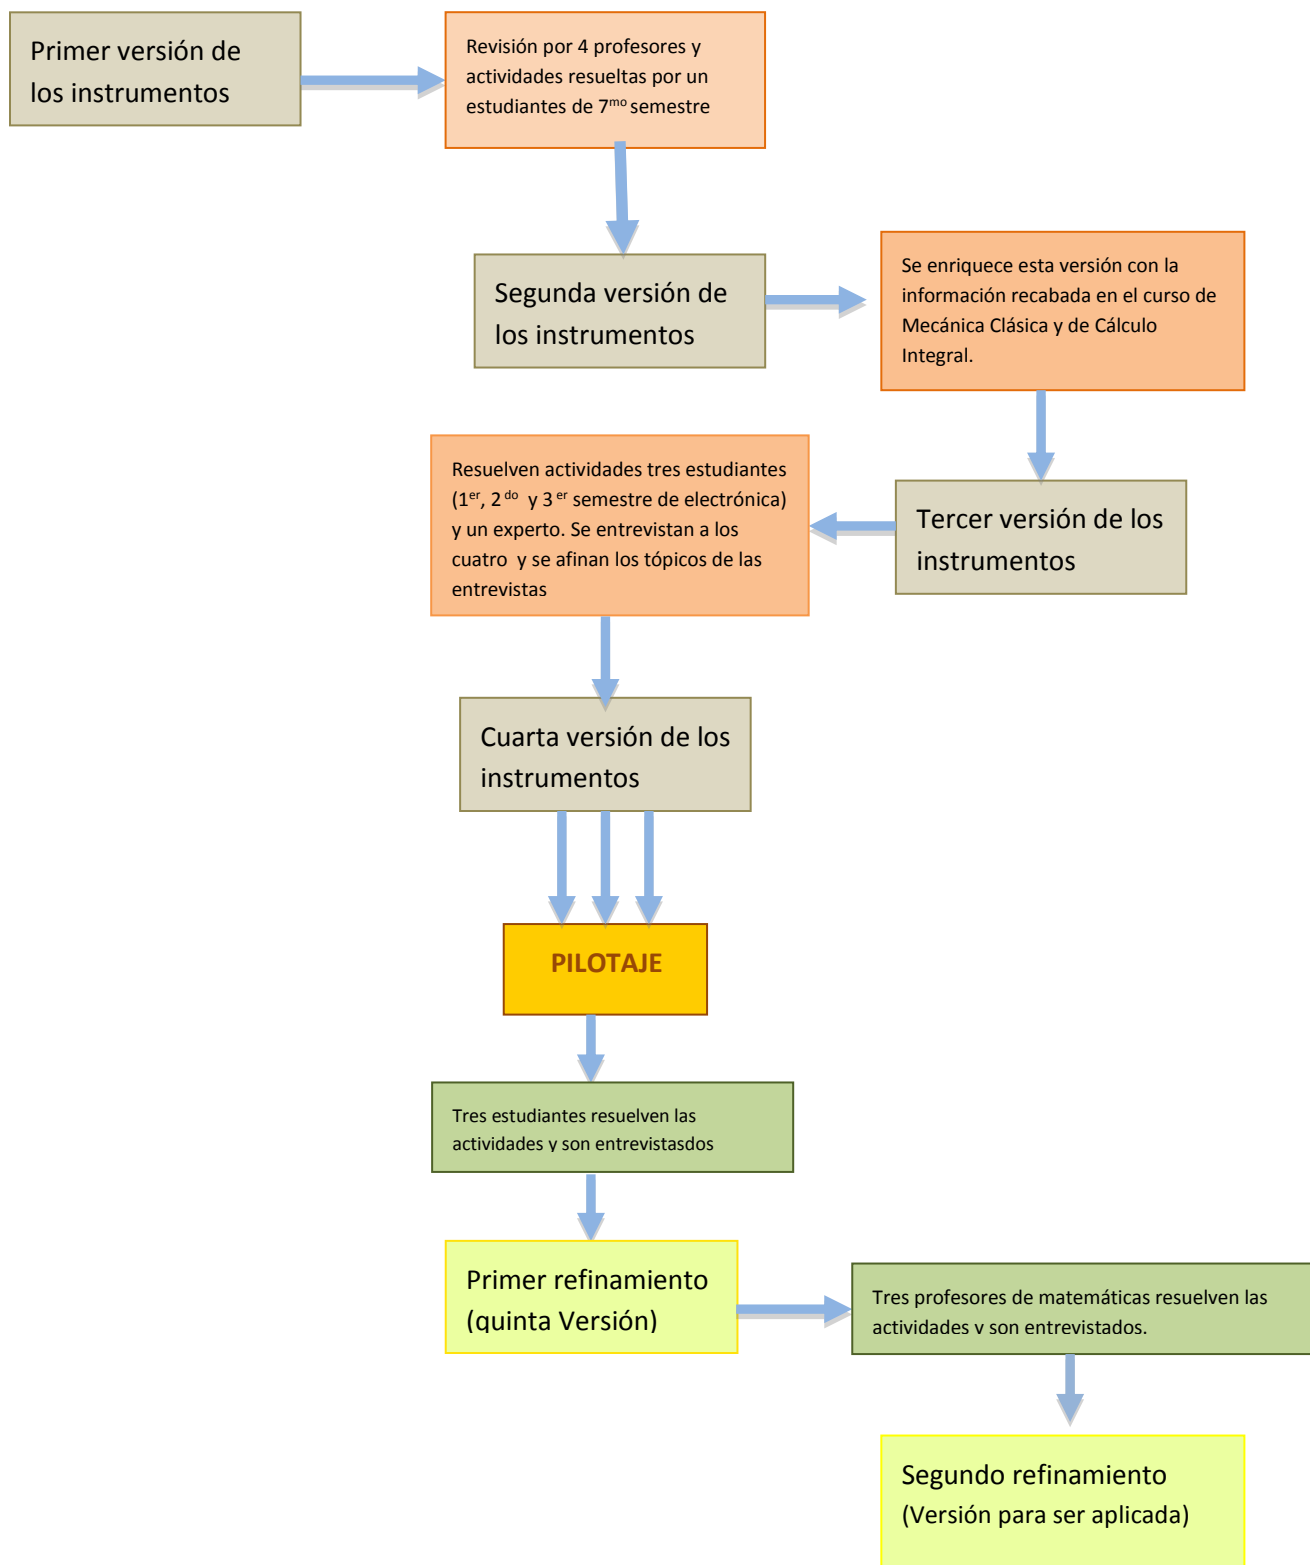 Primer versión de
los instrumentos
Revisión por 4 profesores y
actividades resueltas por un
estudiantes de 7mo semestre
Segunda versión de
los instrumentos
Se enriquece esta versión con la
información recabada en el curso de
Mecánica Clásica y de Cálculo
Integral.
Resuelven actividades tres estudiantes
(1er, 2do y 3er semestre de electrónica)
y un experto. Se entrevistan a los
cuatro y se afinan los tópicos de las
entrevistas
Tercer versión de los
instrumentos
Cuarta versión de los
instrumentos
PILOTAJE
Tres estudiantes resuelven las
actividades y son entrevistasdos
Primer refinamiento
(quinta Versión)
Tres profesores de matemáticas resuelven las
actividades y son entrevistados.
Segundo refinamiento
(Versión para ser aplicada)